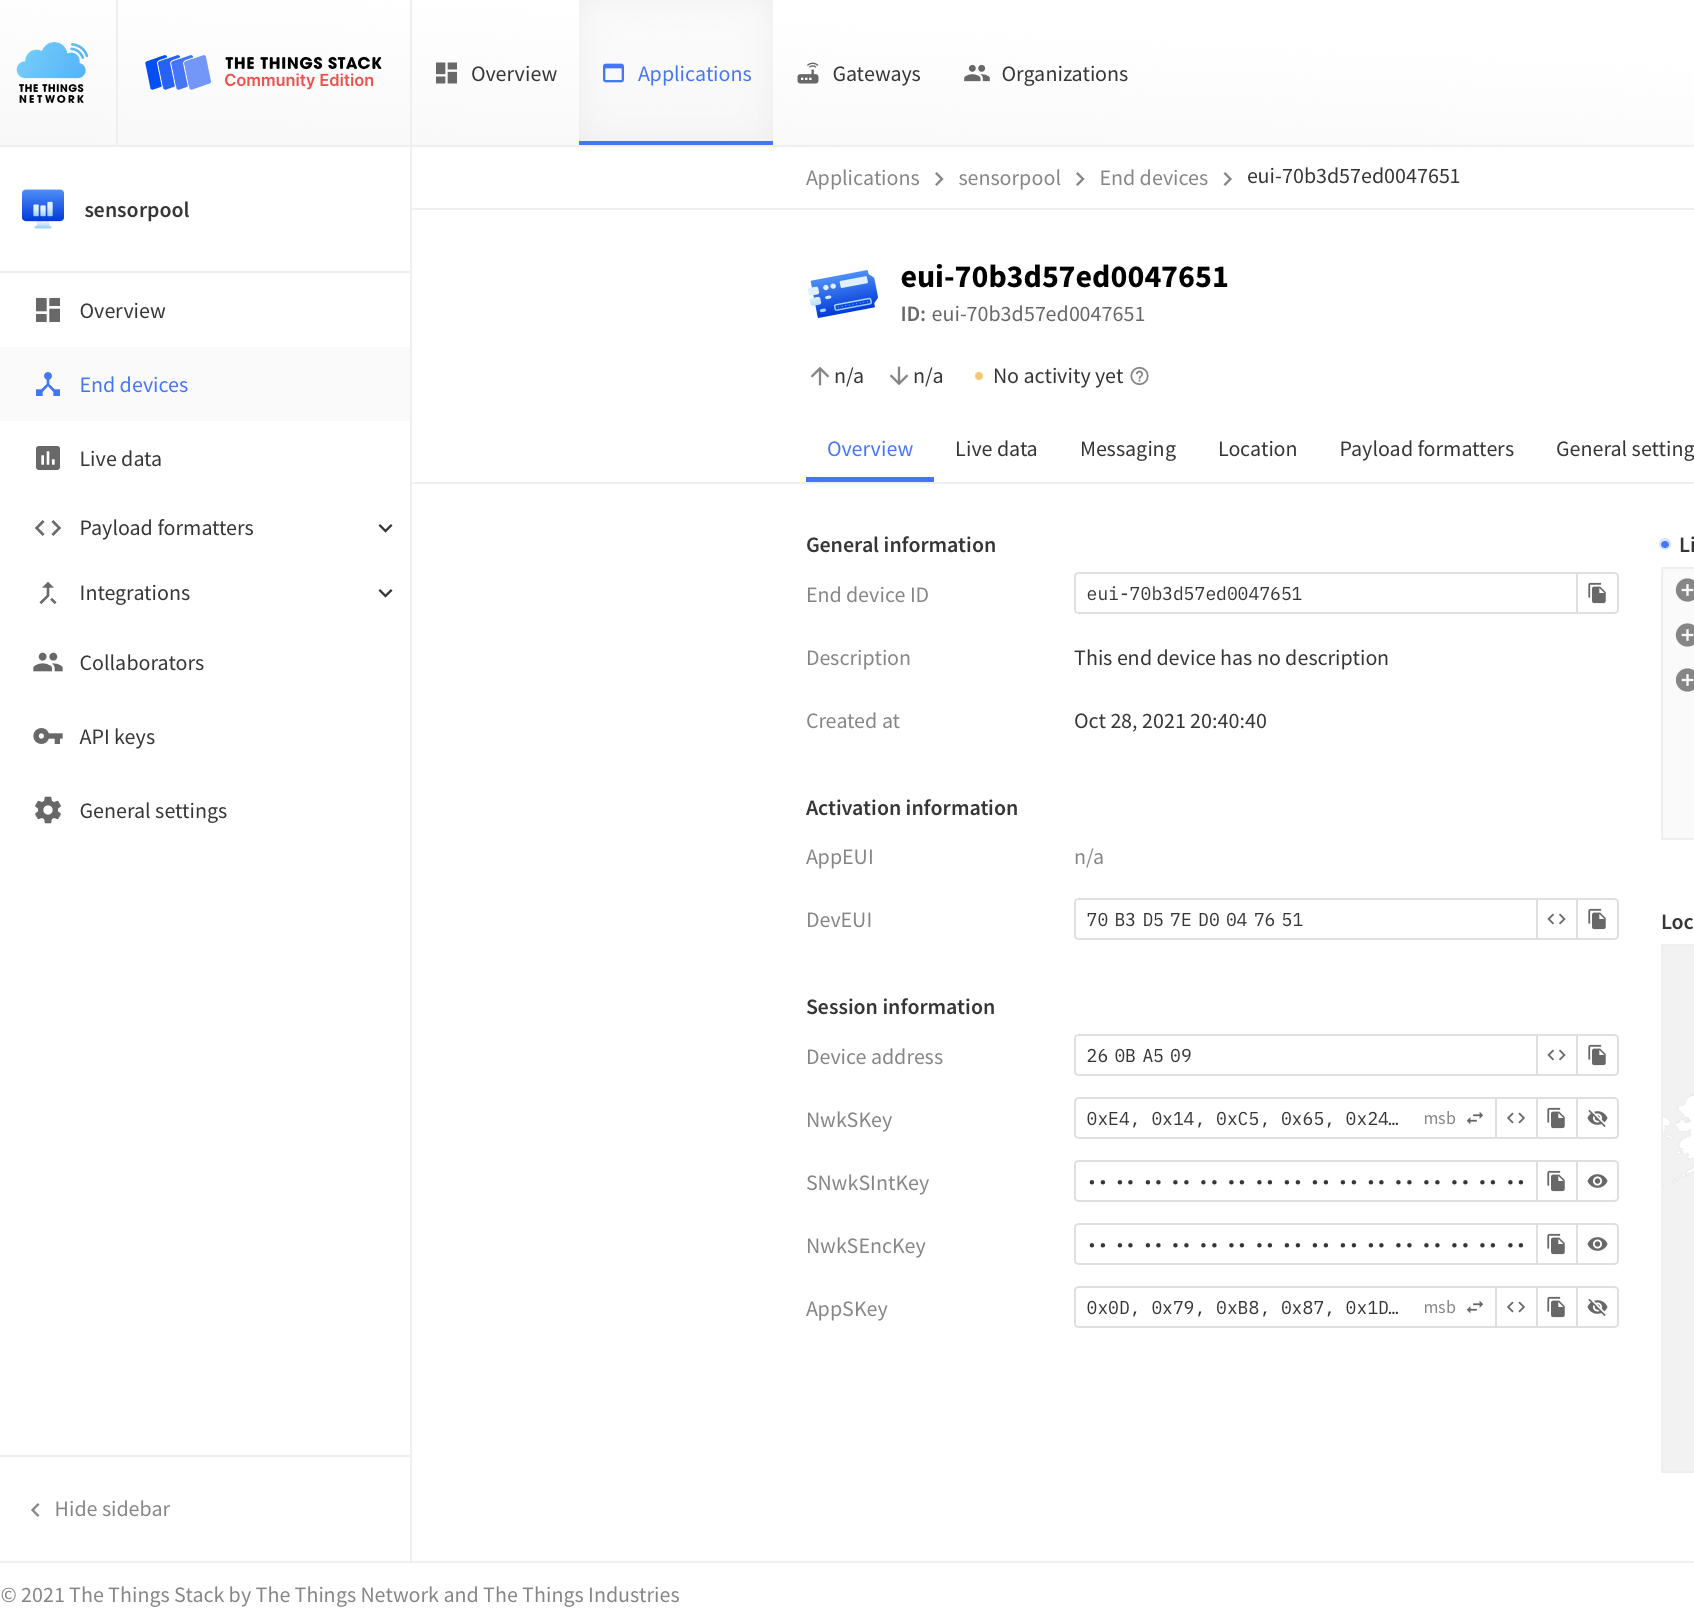 THE THINGS
NETWORK
THE THINGS STACK
Community Edition
Overview
Applications
Gateways
Organizations
sensorpool
Overview
End devices
Live data
Payload formatters
Integrations
Collaborators
API keys
General settings
Hide sidebar
Applications > sensorpool > End devices > eui-70b3d57ed0047651
eui-70b3d57ed0047651
ID: eui-70b3d57ed0047651
n/a n/a No activity yet
Overview Live data Messaging Location Payload formatters General setting
General information
End device ID eui-70b3d57ed0047651
Description This end device has no description
Created at Oct 28, 2021 20:40:40
Activation information
AppEUI n/a
DevEUI 70 B3 D5 7E D0 04 76 51
Session information
Device address 26 0B A5 09
NwkSKey 0xE4, 0x14, 0xC5, 0x65, 0x24… msb
SNwkSIntKey •• •• •• •• •• •• •• •• •• •• •• •• •• •• •• ••
NwkSEncKey •• •• •• •• •• •• •• •• •• •• •• •• •• •• •• ••
AppSKey 0x0D, 0x79, 0xB8, 0x87, 0x1D… msb
Li
Loc
© 2021 The Things Stack by The Things Network and The Things Industries